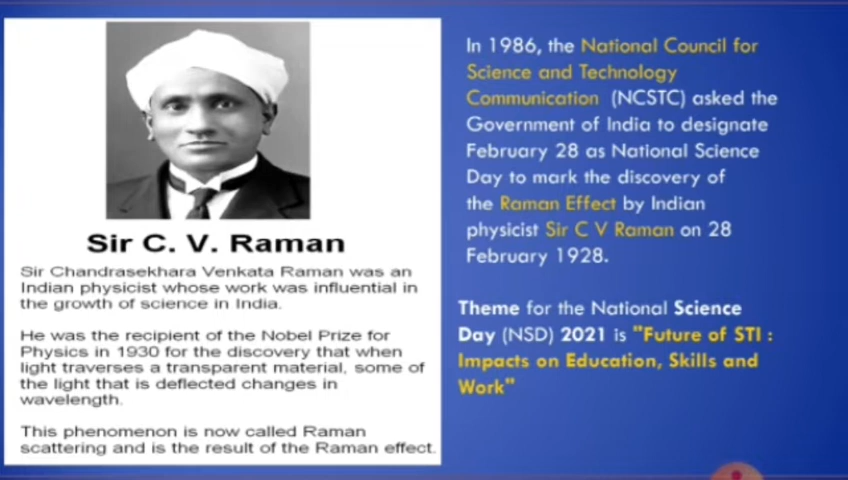 Sir C. V. Raman
Sir Chandrasekhara Venkata Raman was an
Indian physicist whose work was influential in
the growth of science in India.
He was the recipient of the Nobel Prize for
Physics in 1930 for the discovery that when
light traverses a transparent material, some of
the light that is deflected changes in
wavelength.
This phenomenon is now called Raman
scattering and is the result of the Raman effect.
In 1986, the National Council for
Science and Technology
Communication (NCSTC) asked the
Government of India to designate
February 28 as National Science
Day to mark the discovery of
the Raman Effect by Indian
physicist Sir C V Raman on 28
February 1928.
Theme for the National Science
Day (NSD) 2021 is "Future of STI :
Impacts on Education, Skills and
Work"